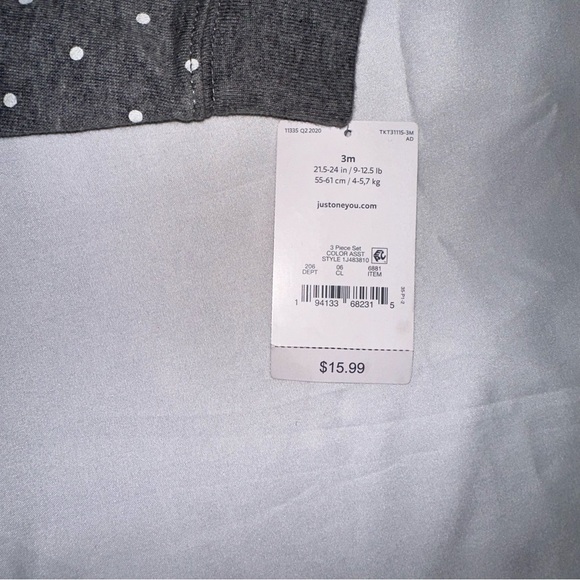 11335 Q2 2020 TKT31115-3M
AD
3m
21.5-24 in / 9-12.5 lb
55-61 cm / 4-5,7 kg
justoneyou.com
3 Piece Set
COLOR ASST
STYLE 1J483810
206 06 6881
DEPT CL ITEM
1 94133 68231 5
$15.99